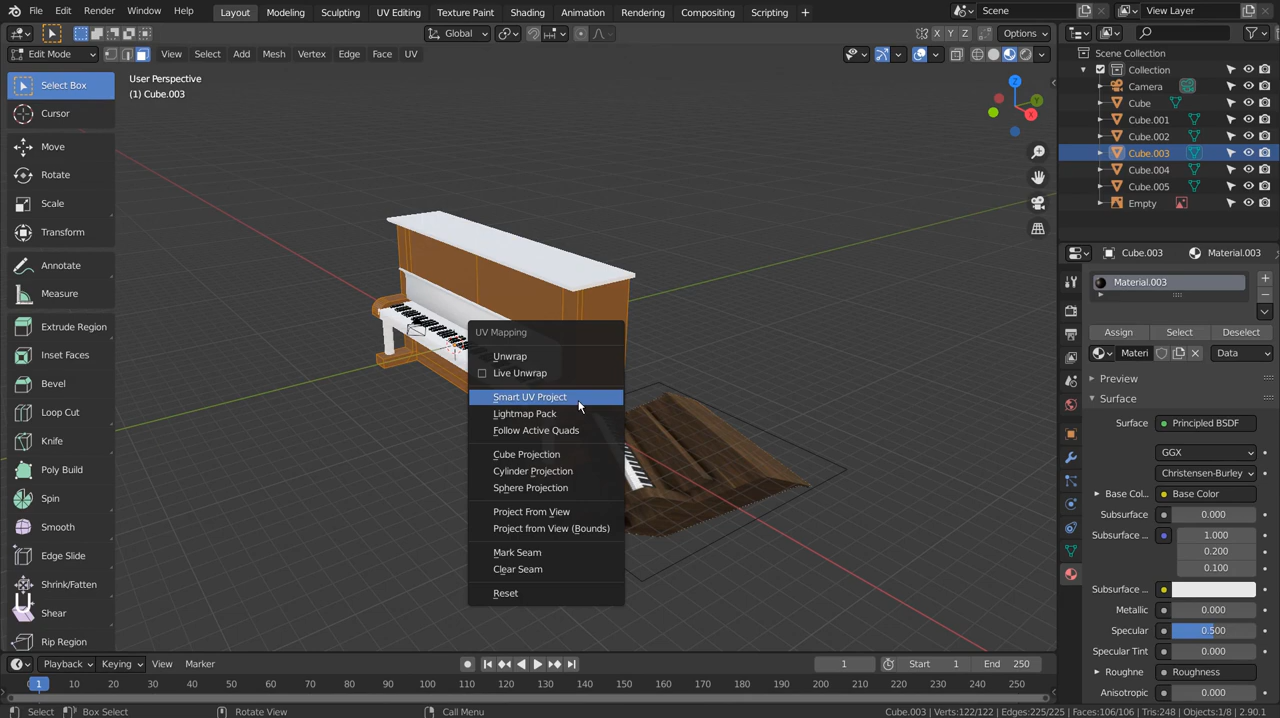 File Edit Render Window Help Layout Modeling Sculpting UV Editing Texture Paint Shading Animation Rendering Compositing Scripting + Scene View Layer
Global X Y Z Options
Edit Mode View Select Add Mesh Vertex Edge Face UV
Select Box
Cursor
Move
Rotate
Scale
Transform
Annotate
Measure
Extrude Region
Inset Faces
Bevel
Loop Cut
Knife
Poly Build
Spin
Smooth
Edge Slide
Shrink/Fatten
Shear
Rip Region
U
User Perspective
(1) Cube.003
Z
Y
X
UV Mapping
Unwrap
Live Unwrap
Smart UV Project
Lightmap Pack
Follow Active Quads
Cube Projection
Cylinder Projection
Sphere Projection
Project From View
Project from View (Bounds)
Mark Seam
Clear Seam
Reset
Scene Collection
Collection
Camera
Cube
Cube.001
Cube.002
Cube.003
Cube.004
Cube.005
Empty
Cube.003 Material.003
Material.003
Assign Select Deselect
Materi Data
Preview
Surface
Surface Principled BSDF
GGX
Christensen-Burley
Base Col... Base Color
Subsurface 0.000
Subsurface ... 1.000
0.200
0.100
Subsurface ...
Metallic 0.000
Specular 0.500
Specular Tint 0.000
Roughne Roughness
Anisotropic 0.000
Playback Keying View Marker 1 Start 1 End 250
1 10 20 30 40 50 60 70 80 90 100 110 120 130 140 150 160 170 180 190 200 210 220 230 240 250
Select Box Select Rotate View Call Menu Cube.003 | Verts:122/122 | Edges:225/225 | Faces:106/106 | Tris:248 | Objects:1/8 | 2.90.1